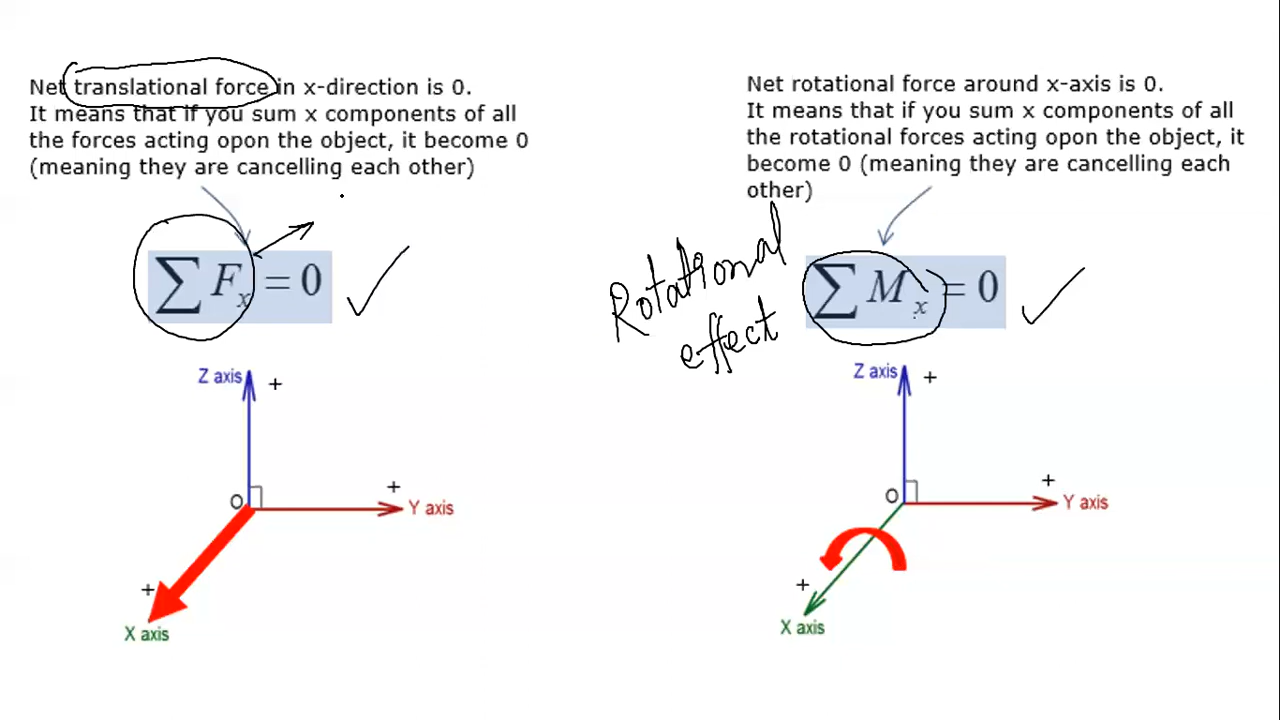 Net translational force in x-direction is 0.
It means that if you sum x components of all
the forces acting opon the object, it become 0
(meaning they are cancelling each other)
∑ Fx = 0
Z axis +
O
+
Y axis
+
X axis
Net rotational force around x-axis is 0.
It means that if you sum x components of all
the rotational forces acting opon the object, it
become 0 (meaning they are cancelling each
other)
Rotational
effect
∑ Mx = 0
Z axis +
O
+
Y axis
+
X axis